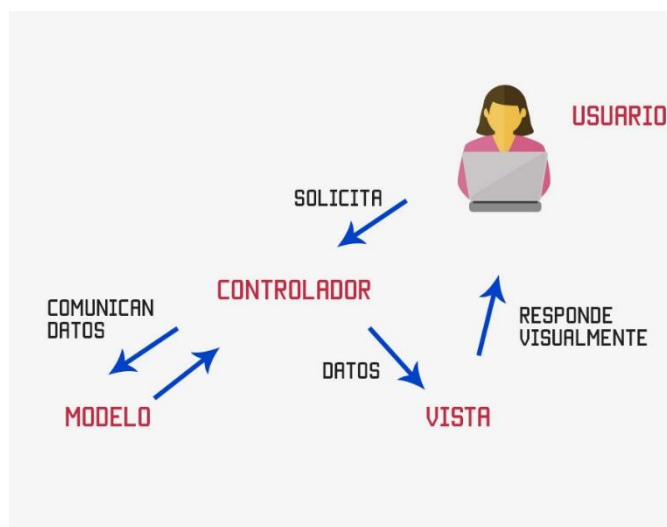 USUARIO
SOLICITA
CONTROLADOR
COMUNICAN
DATOS
RESPONDE
VISUALMENTE
DATOS
MODELO
VISTA